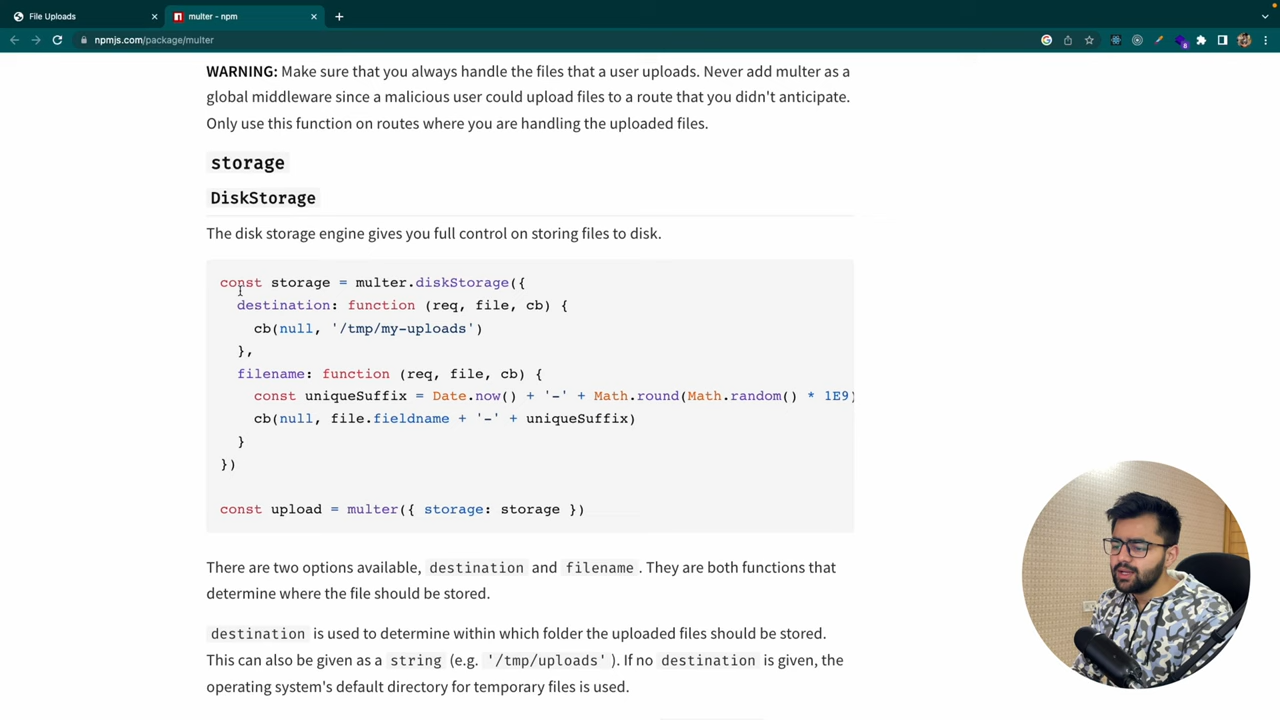 File Uploads
multer - npm
npmjs.com/package/multer
WARNING: Make sure that you always handle the files that a user uploads. Never add multer as a
global middleware since a malicious user could upload files to a route that you didn't anticipate.
Only use this function on routes where you are handling the uploaded files.
storage
DiskStorage
The disk storage engine gives you full control on storing files to disk.
const storage = multer.diskStorage({
  destination: function (req, file, cb) {
    cb(null, '/tmp/my-uploads')
  },
  filename: function (req, file, cb) {
    const uniqueSuffix = Date.now() + '-' + Math.round(Math.random() * 1E9)
    cb(null, file.fieldname + '-' + uniqueSuffix)
  }
})
const upload = multer({ storage: storage })
There are two options available, destination and filename. They are both functions that
determine where the file should be stored.
destination is used to determine within which folder the uploaded files should be stored.
This can also be given as a string (e.g. '/tmp/uploads'). If no destination is given, the
operating system's default directory for temporary files is used.